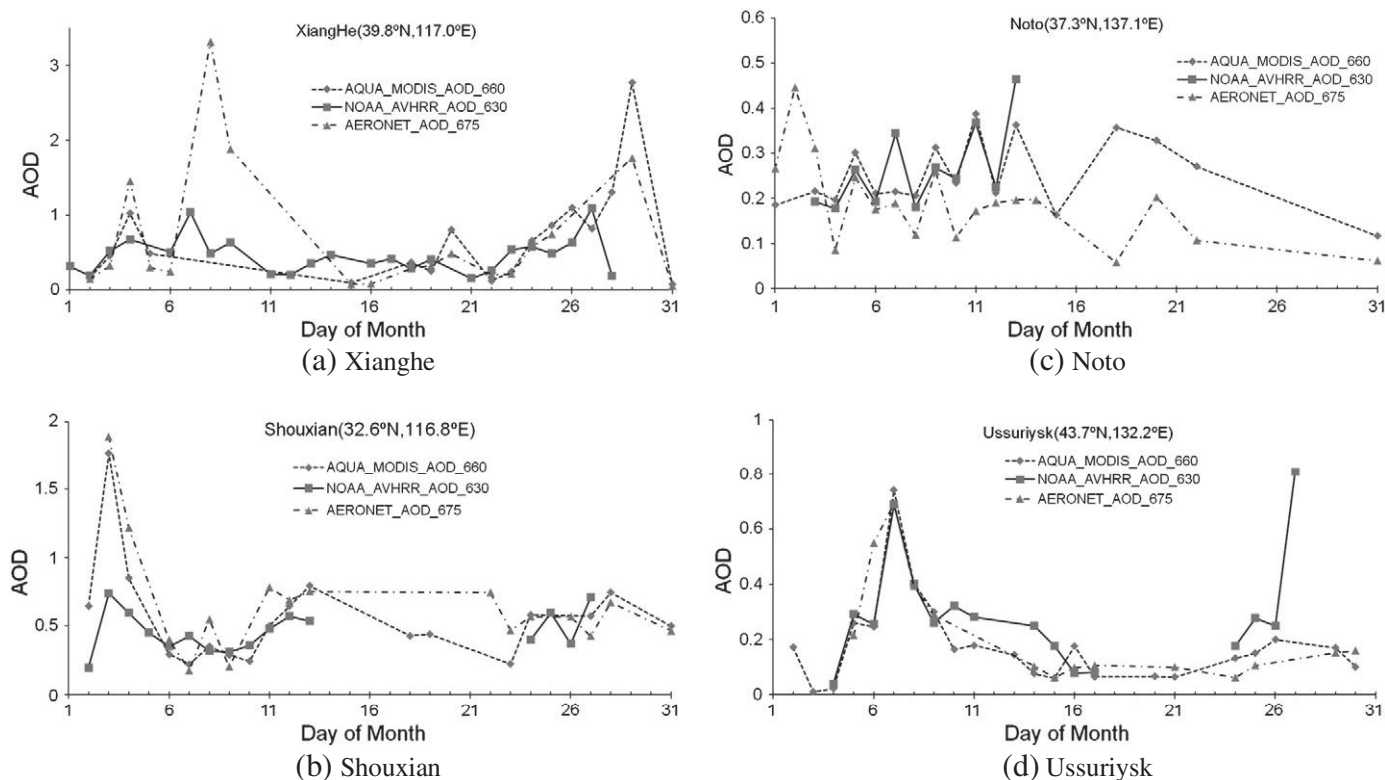 XiangHe(39.8ºN,117.0ºE)
AQUA_MODIS_AOD_660
NOAA_AVHRR_AOD_630
AERONET_AOD_675
AOD
3
2
1
0
1 6 11 16 21 26 31
Day of Month
(a) Xianghe
Noto(37.3ºN,137.1ºE)
AQUA_MODIS_AOD_660
NOAA_AVHRR_AOD_630
AERONET_AOD_675
AOD
0.6
0.5
0.4
0.3
0.2
0.1
0
1 6 11 16 21 26 31
Day of Month
(c) Noto
Shouxian(32.6ºN,116.8ºE)
AQUA_MODIS_AOD_660
NOAA_AVHRR_AOD_630
AERONET_AOD_675
AOD
2
1.5
1
0.5
0
1 6 11 16 21 26 31
Day of Month
(b) Shouxian
Ussuriysk(43.7ºN,132.2ºE)
AQUA_MODIS_AOD_660
NOAA_AVHRR_AOD_630
AERONET_AOD_675
AOD
1
0.8
0.6
0.4
0.2
0
1 6 11 16 21 26 31
Day of Month
(d) Ussuriysk